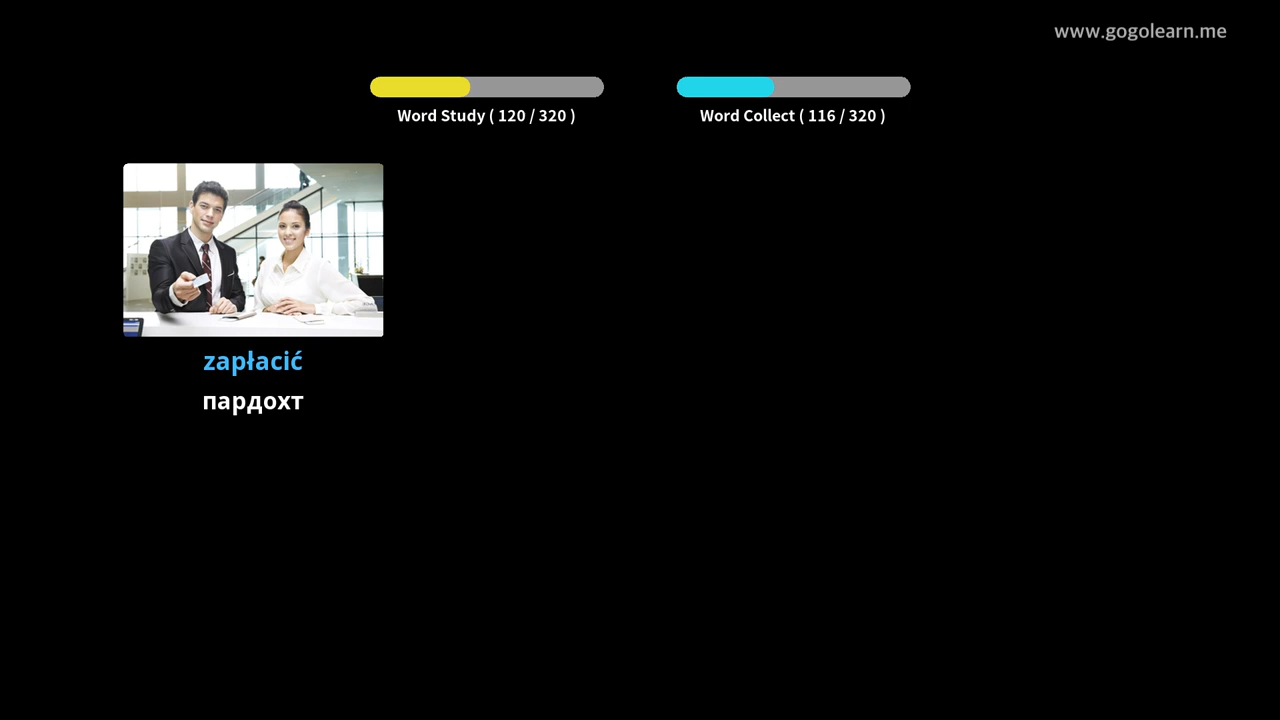 www.gogolearn.me
Word Study ( 120 / 320 )
Word Collect ( 116 / 320 )
zapłacić
пардохт